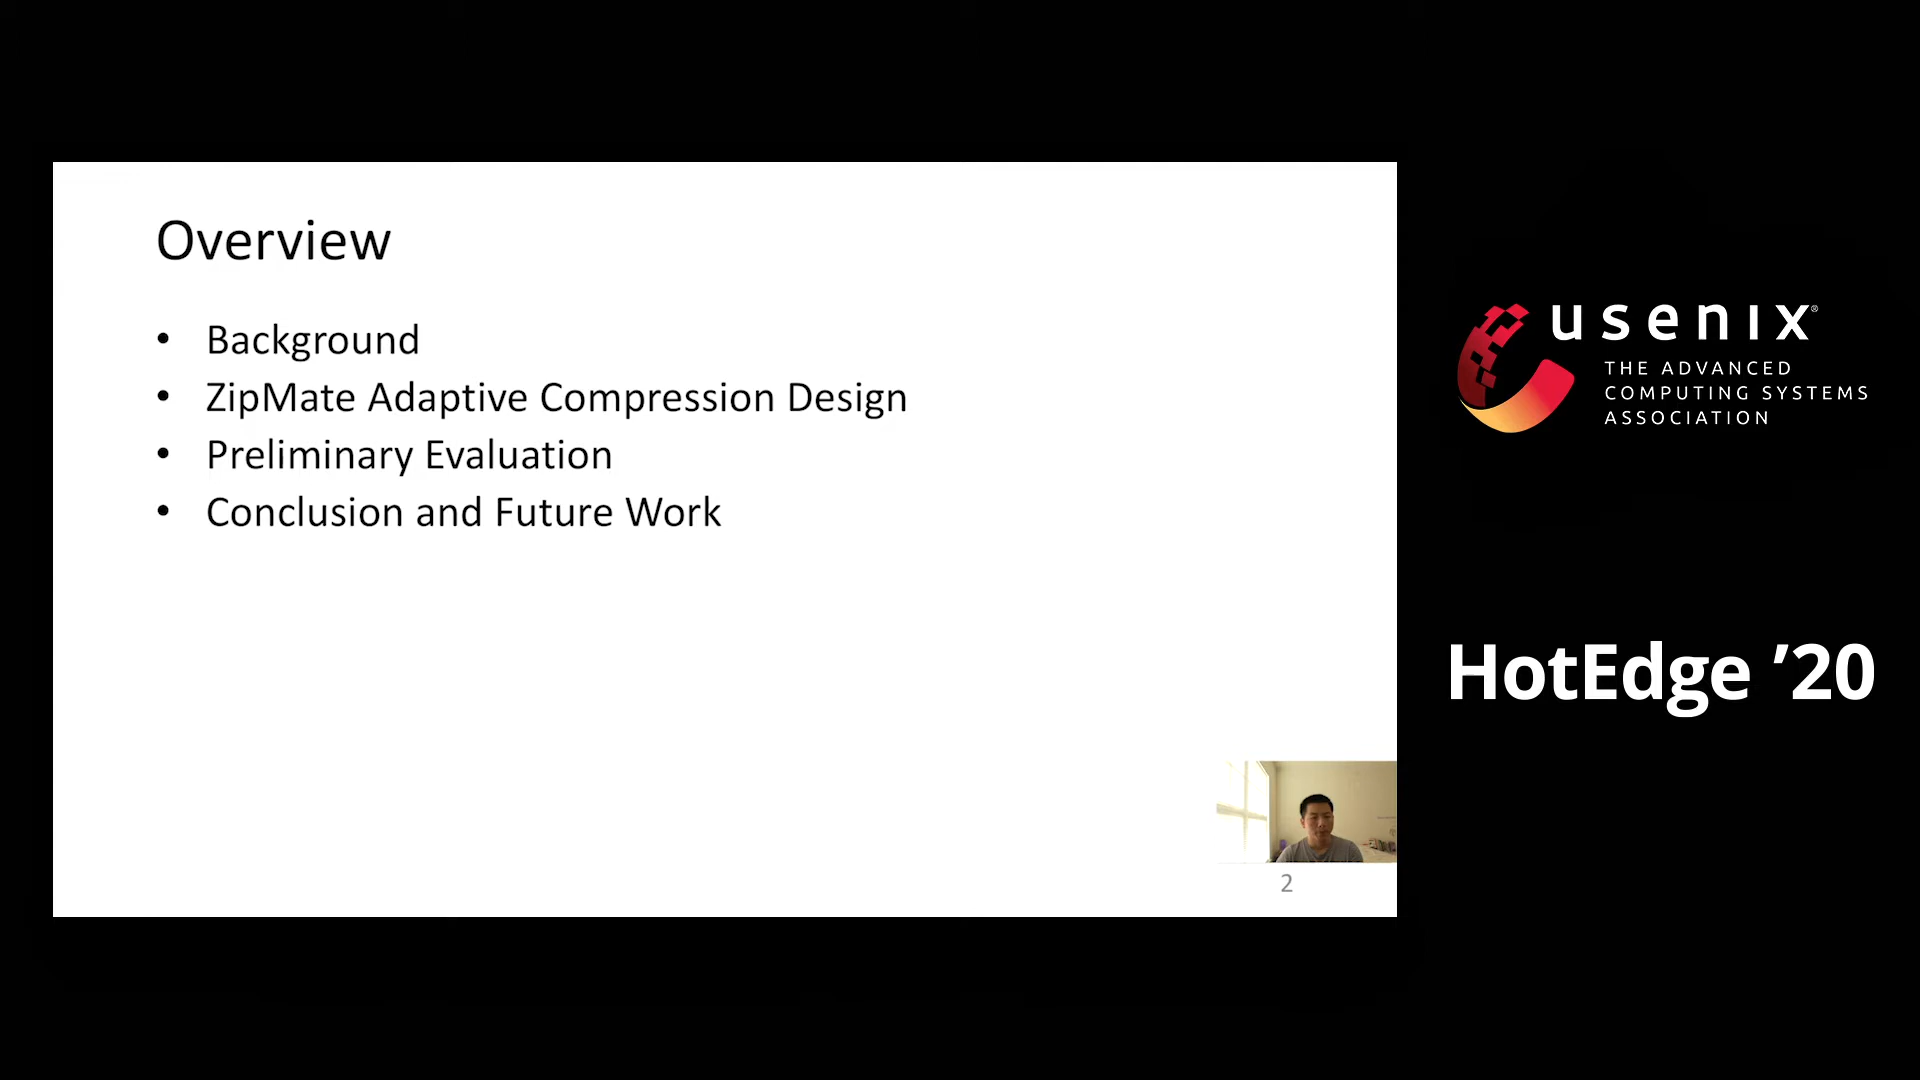 Overview
• Background
• ZipMate Adaptive Compression Design
• Preliminary Evaluation
• Conclusion and Future Work
2
usenix®
THE ADVANCED
COMPUTING SYSTEMS
ASSOCIATION
HotEdge ’20